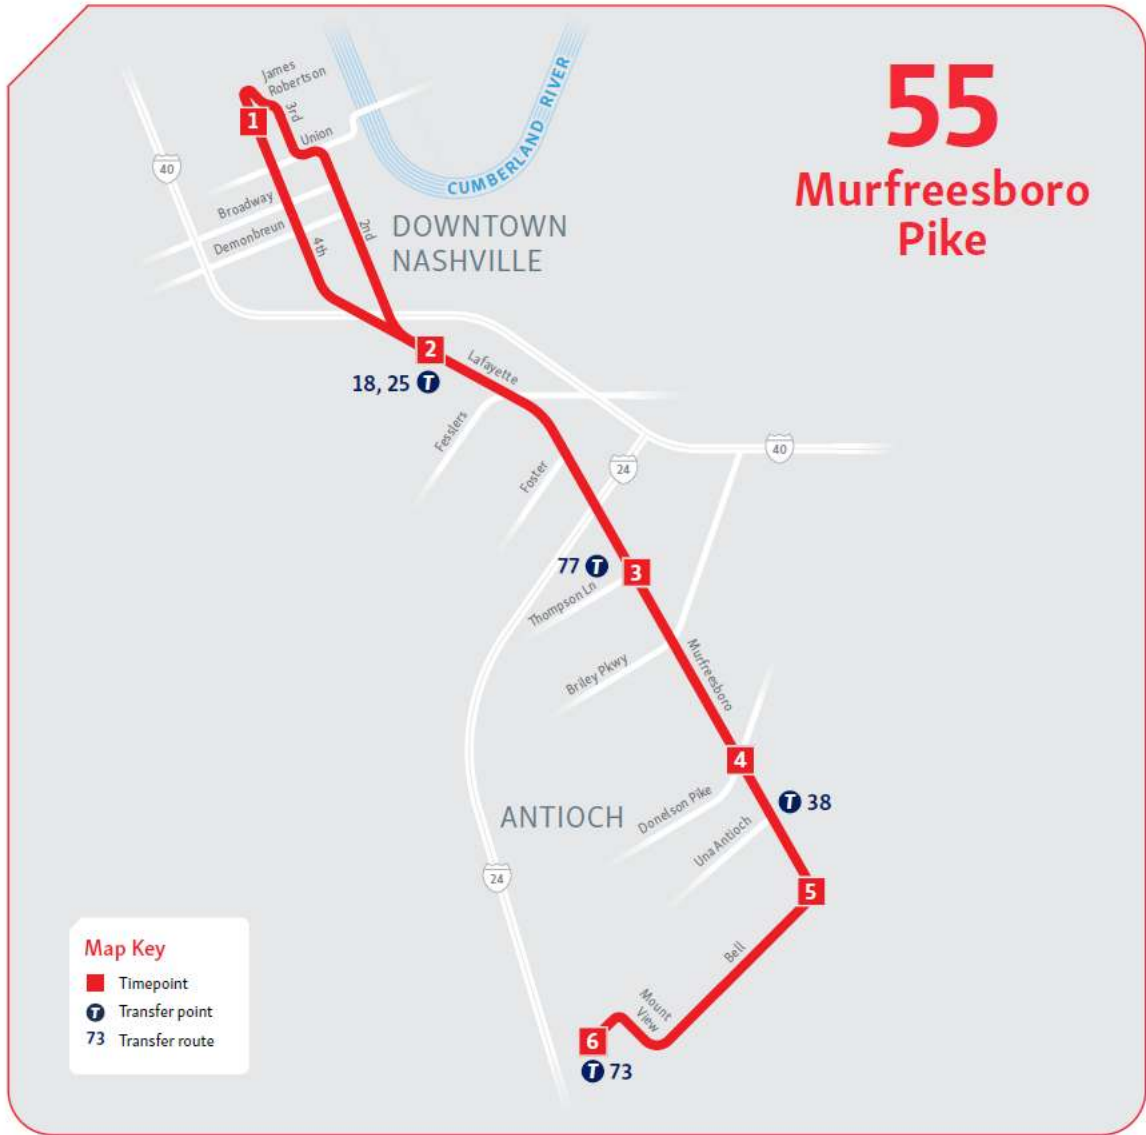 55
Murfreesboro
Pike
James
Robertson
3rd
1
Union
CUMBERLAND RIVER
40
Broadway
Demonbreun
4th
2nd
DOWNTOWN
NASHVILLE
2
18, 25 T
Lafayette
Fesslers
Foster
24
40
77 T
3
Thompson Ln
Briley Pkwy
Murfreesboro
4
T 38
ANTIOCH
Donelson Pike
Una Antioch
24
5
Bell
Mount
View
6
T 73
Map Key
Timepoint
T Transfer point
73 Transfer route